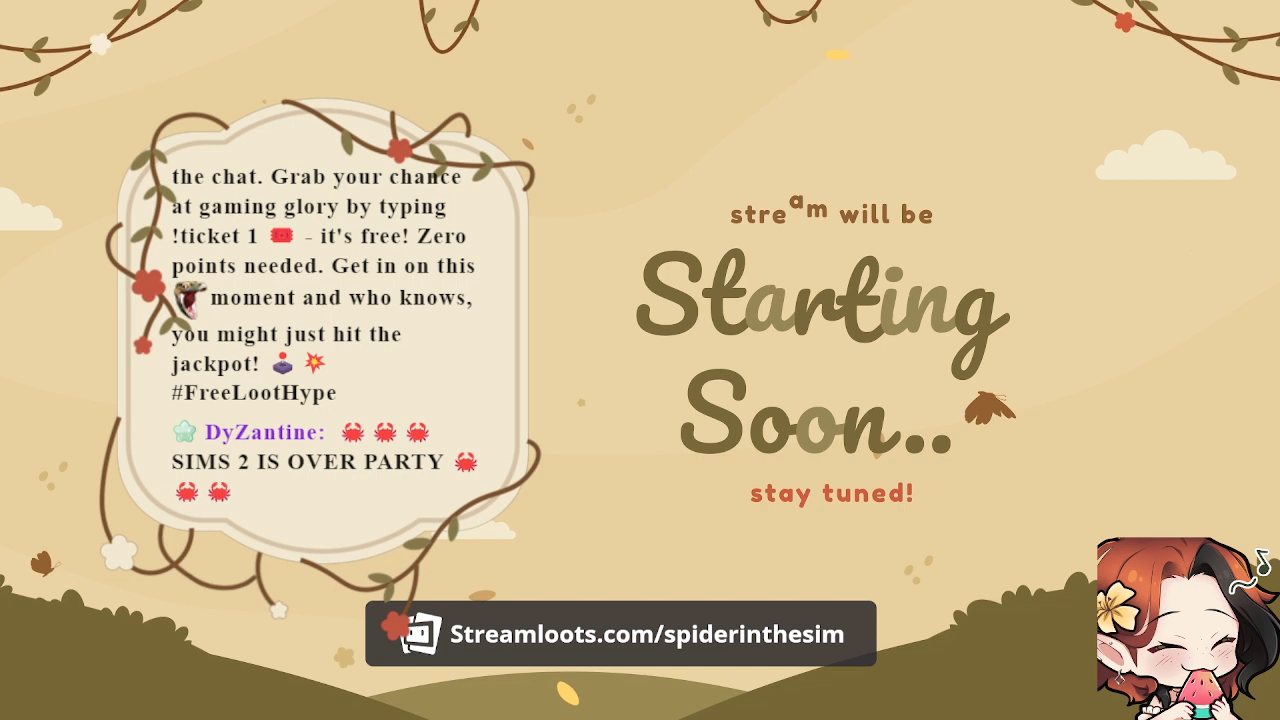 the chat. Grab your chance
at gaming glory by typing
!ticket 1 🎟️ - it's free! Zero
points needed. Get in on this
moment and who knows,
you might just hit the
jackpot! 🕹️ 💥
#FreeLootHype
DyZantine: 🦀 🦀 🦀
SIMS 2 IS OVER PARTY 🦀
🦀 🦀
stream will be
Starting
Soon..
stay tuned!
Streamloots.com/spiderinthesim